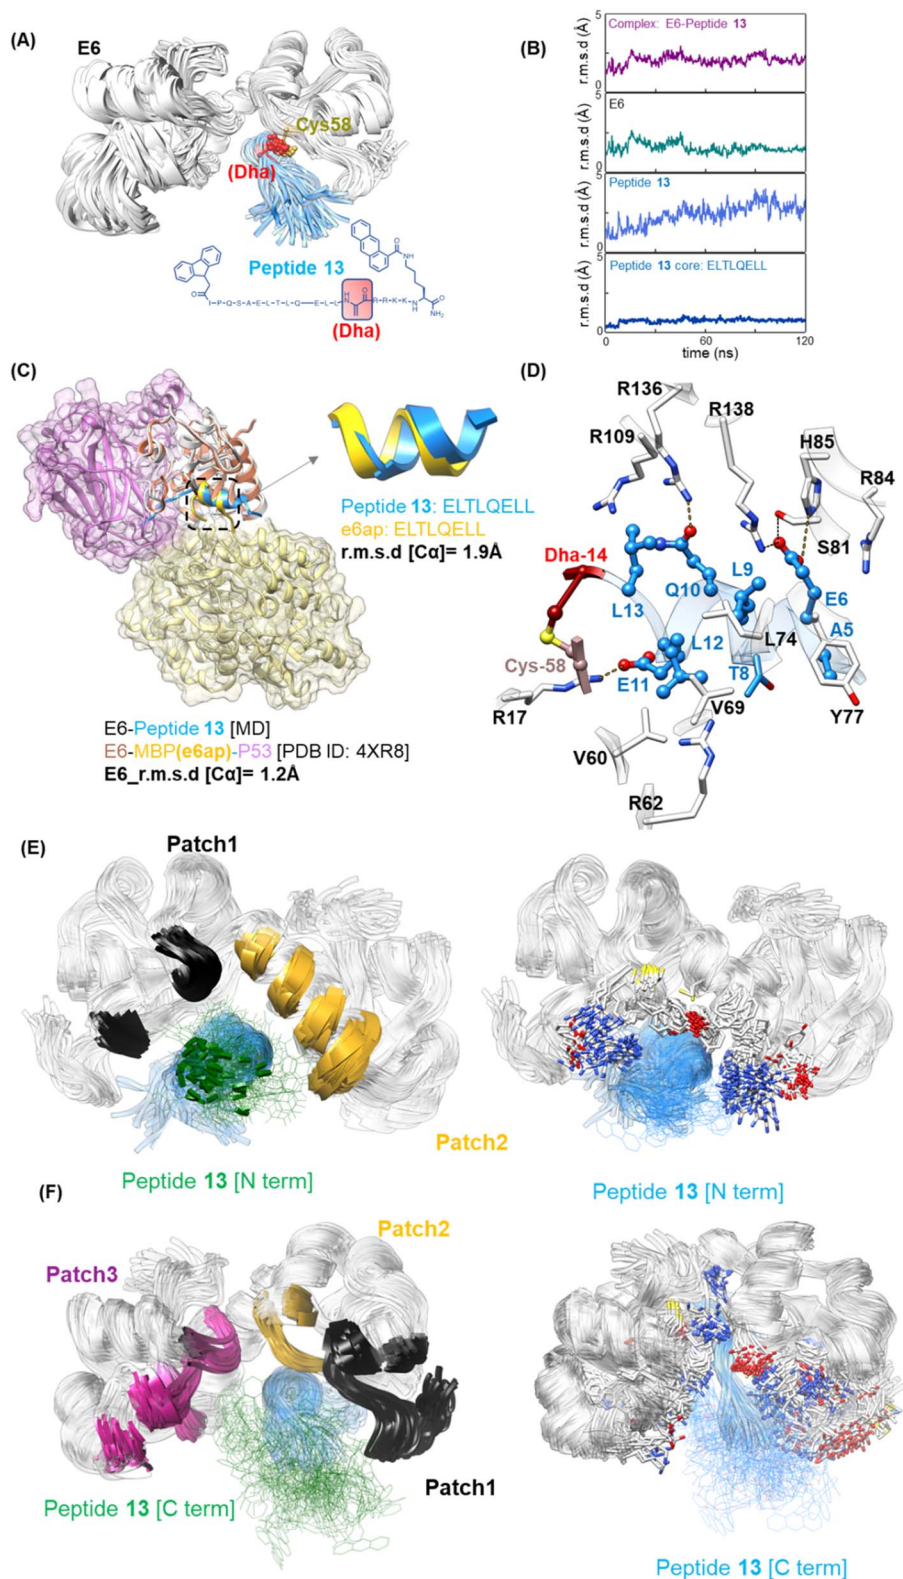 (A)
E6
Cys58
(Dha)
Peptide 13
O
I—P—Q—S—A—E—L—T—L—Q—E—L—L
H
N
O
R—R—K—K
(Dha)
O
NH
H
N
O
NH2
(B)
r.m.s.d (Å)
5
Complex: E6-Peptide 13
0
r.m.s.d (Å)
5
E6
0
r.m.s.d (Å)
5
Peptide 13
0
r.m.s.d (Å)
5
Peptide 13 core: ELTLQELL
0
0 60 120
time (ns)
(C)
Peptide 13: ELTLQELL
e6ap: ELTLQELL
r.m.s.d [Cα]= 1.9Å
E6-Peptide 13 [MD]
E6-MBP(e6ap)-P53 [PDB ID: 4XR8]
E6_r.m.s.d [Cα]= 1.2Å
(D)
R136
R109
R138
H85
R84
S81
Dha-14
L13
Q10
L9
E6
A5
L74
L12
T8
Cys-58
E11
R17
V69
Y77
V60
R62
(E)
Patch1
Patch2
Peptide 13 [N term]
Peptide 13 [N term]
(F)
Patch2
Patch3
Peptide 13 [C term]
Patch1
Peptide 13 [C term]